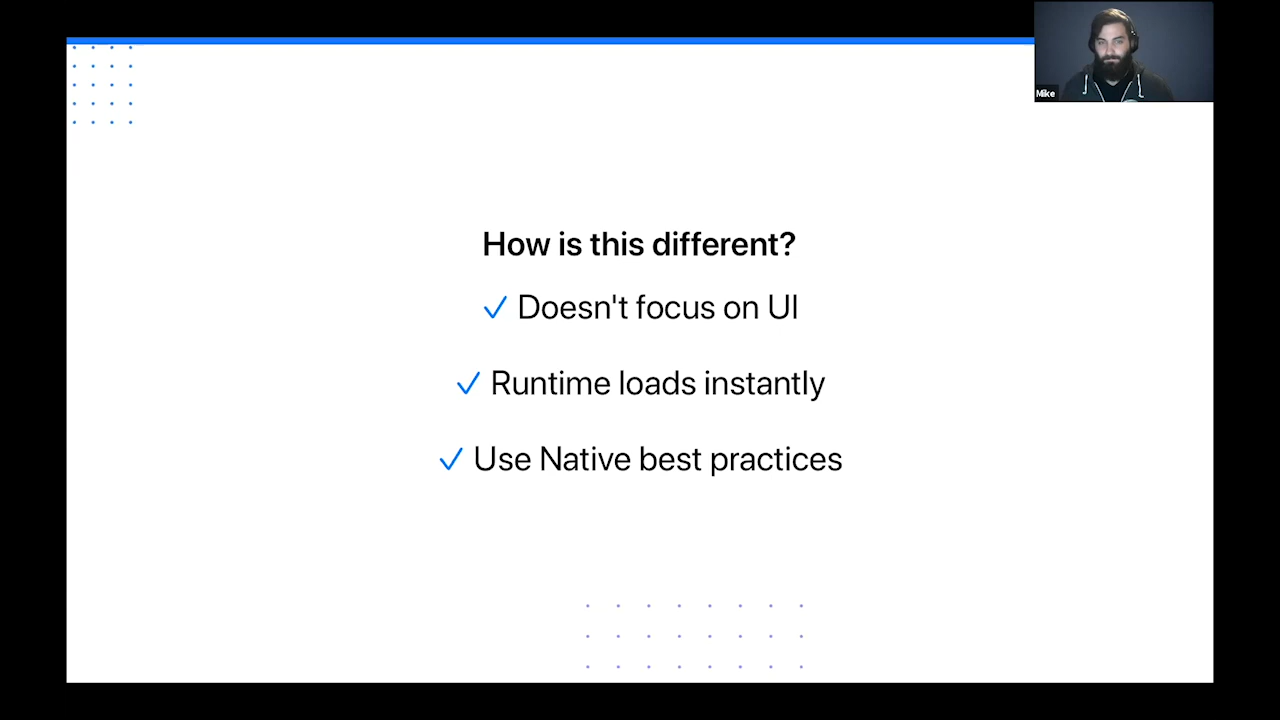 Mike
How is this different?
✓ Doesn't focus on UI
✓ Runtime loads instantly
✓ Use Native best practices